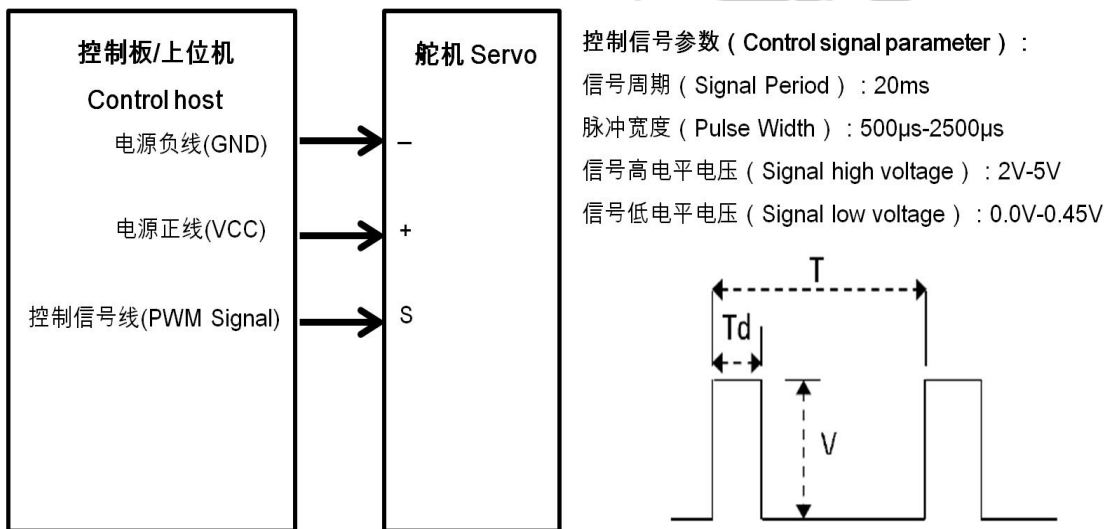 控制板/上位机
Control host
电源负线(GND)
电源正线(VCC)
控制信号线(PWM Signal)
舵机 Servo
–
+
S
控制信号参数（Control signal parameter）:
信号周期（Signal Period）: 20ms
脉冲宽度（Pulse Width）: 500μs-2500μs
信号高电平电压（Signal high voltage）: 2V-5V
信号低电平电压（Signal low voltage）: 0.0V-0.45V
T
Td
V